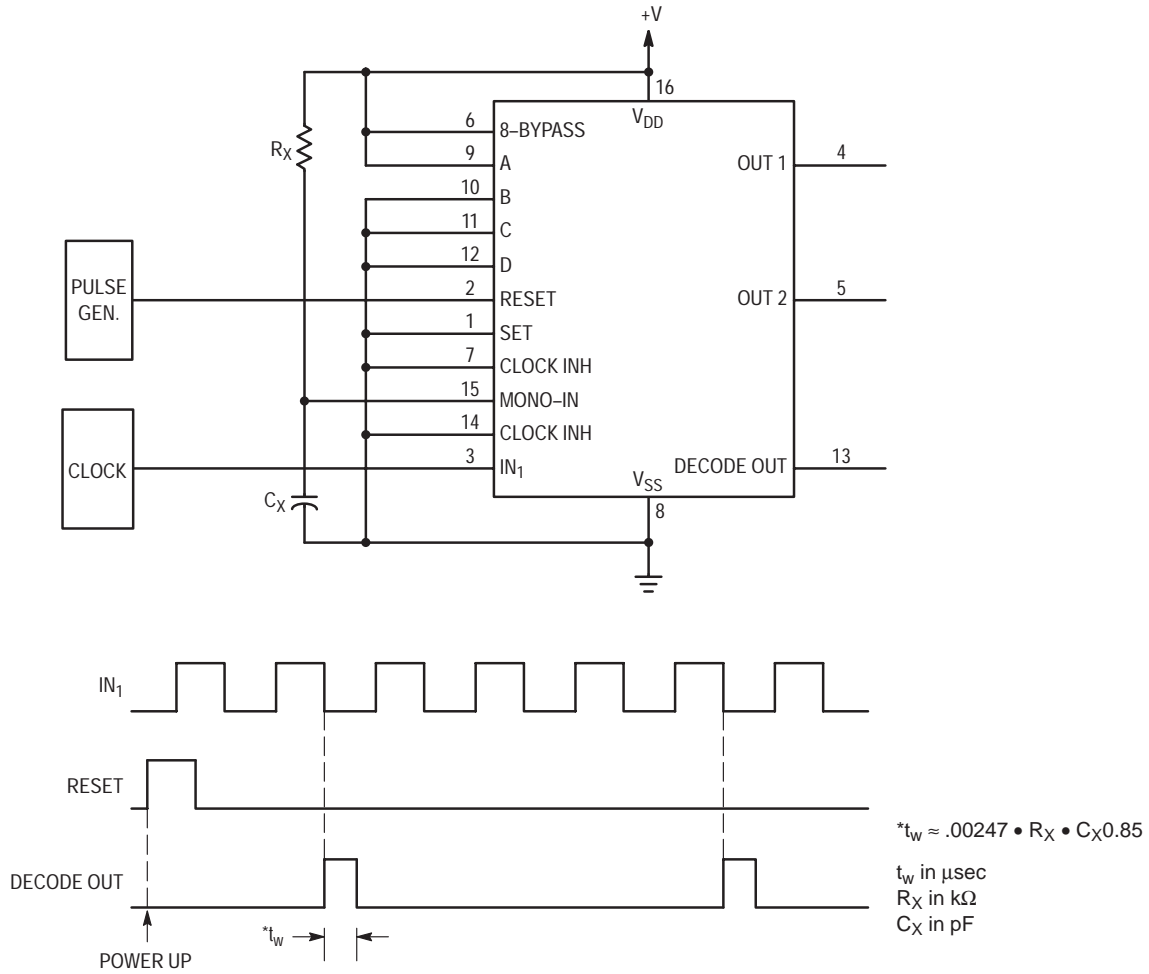 +V
16
VDD
6
8–BYPASS
RX
9
A
OUT 1
4
10
B
11
C
12
D
PULSE
GEN.
2
RESET
OUT 2
5
1
SET
7
CLOCK INH
15
MONO–IN
14
CLOCK INH
CLOCK
3
IN1
DECODE OUT
13
VSS
CX
8
IN1
RESET
*tw ≈ .00247 • RX • CX0.85
DECODE OUT
tw in μsec
RX in kΩ
CX in pF
*tw
POWER UP